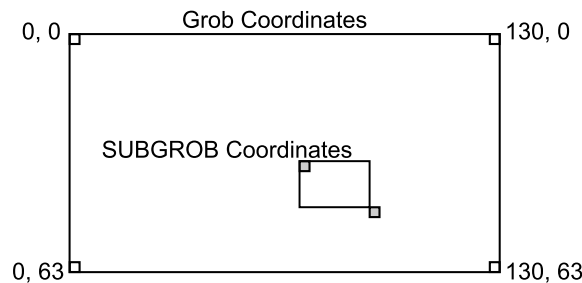 Grob Coordinates
0, 0
130, 0
SUBGROB Coordinates
0, 63
130, 63